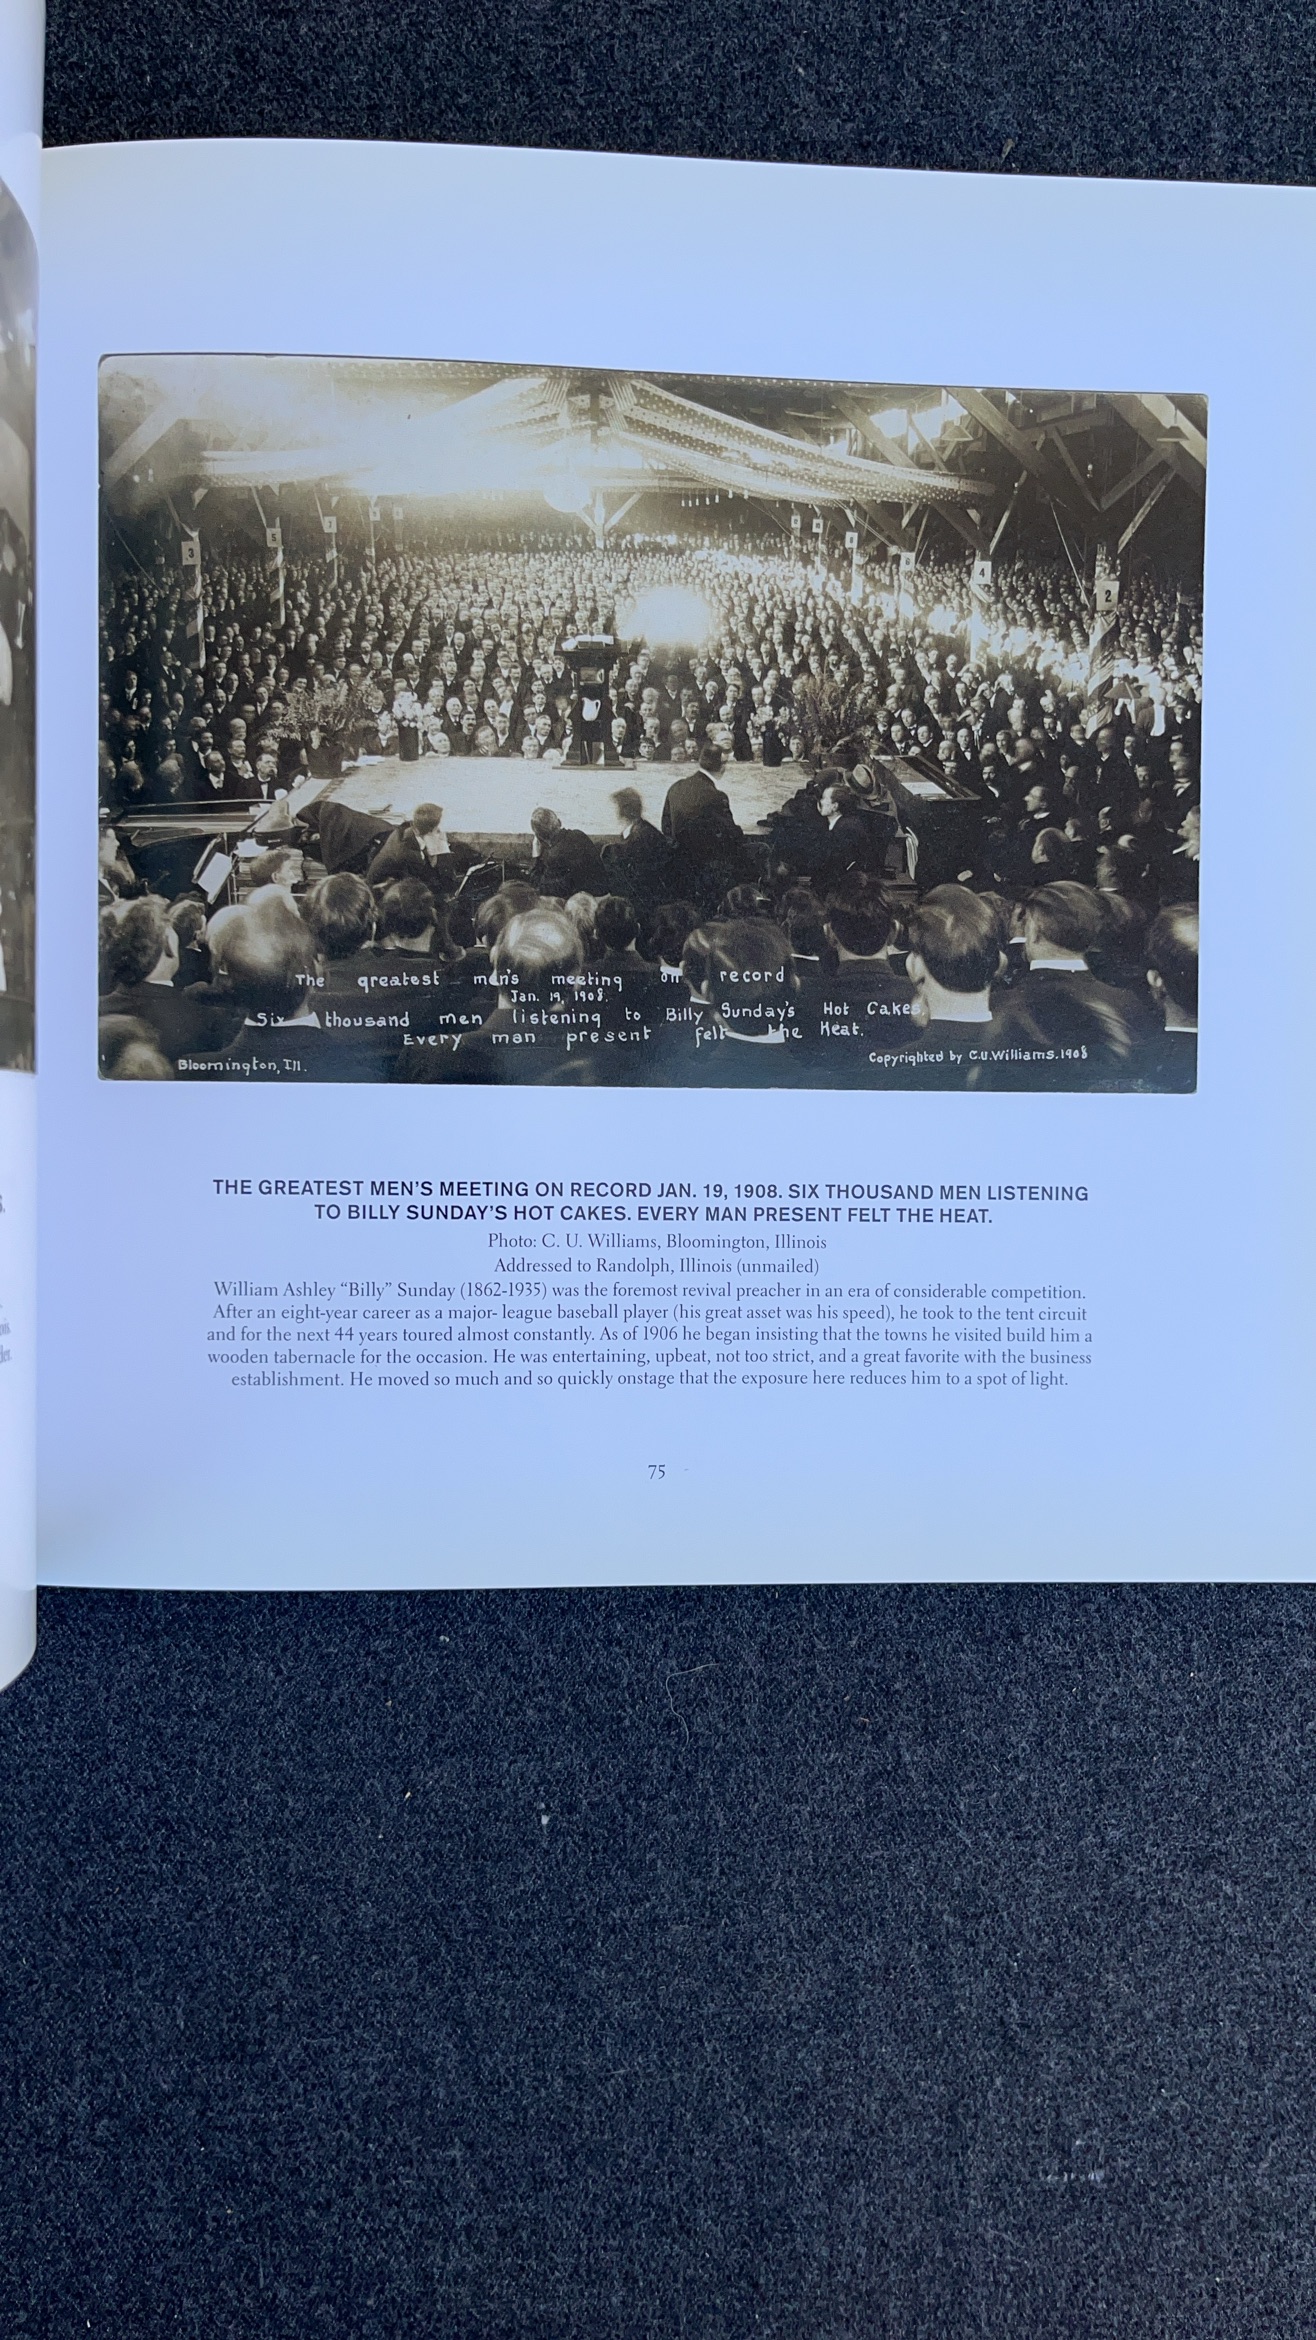 3
5
7
2
4
6
8
The greatest men's meeting on record
Jan. 19, 1908.
Six thousand men listening to Billy Sunday's Hot Cakes.
Every man present felt the Heat.
Bloomington, Ill.
Copyrighted by C.U.Williams.1908
THE GREATEST MEN'S MEETING ON RECORD JAN. 19, 1908. SIX THOUSAND MEN LISTENING
TO BILLY SUNDAY'S HOT CAKES. EVERY MAN PRESENT FELT THE HEAT.
Photo: C. U. Williams, Bloomington, Illinois
Addressed to Randolph, Illinois (unmailed)
William Ashley “Billy” Sunday (1862-1935) was the foremost revival preacher in an era of considerable competition.
After an eight-year career as a major- league baseball player (his great asset was his speed), he took to the tent circuit
and for the next 44 years toured almost constantly. As of 1906 he began insisting that the towns he visited build him a
wooden tabernacle for the occasion. He was entertaining, upbeat, not too strict, and a great favorite with the business
establishment. He moved so much and so quickly onstage that the exposure here reduces him to a spot of light.
75